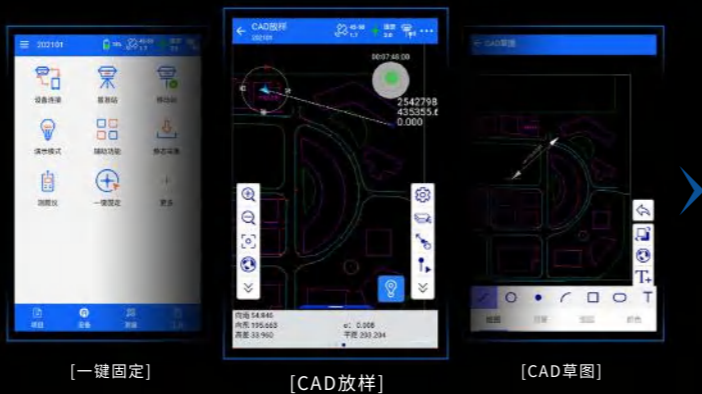 202101
设备连接
基准站
移动站
演示模式
辅助功能
静态采集
测距仪
一键固定
更多
项目
设备
测量
CAD放样
202101
00:07:48:00
2542798
435355.6
0.000
向南 54.846
向东 195.663
高差 33.960
e: 0.008
平距 203.204
CAD草图
T+
T
绘图
[一键固定]
[CAD放样]
[CAD草图]